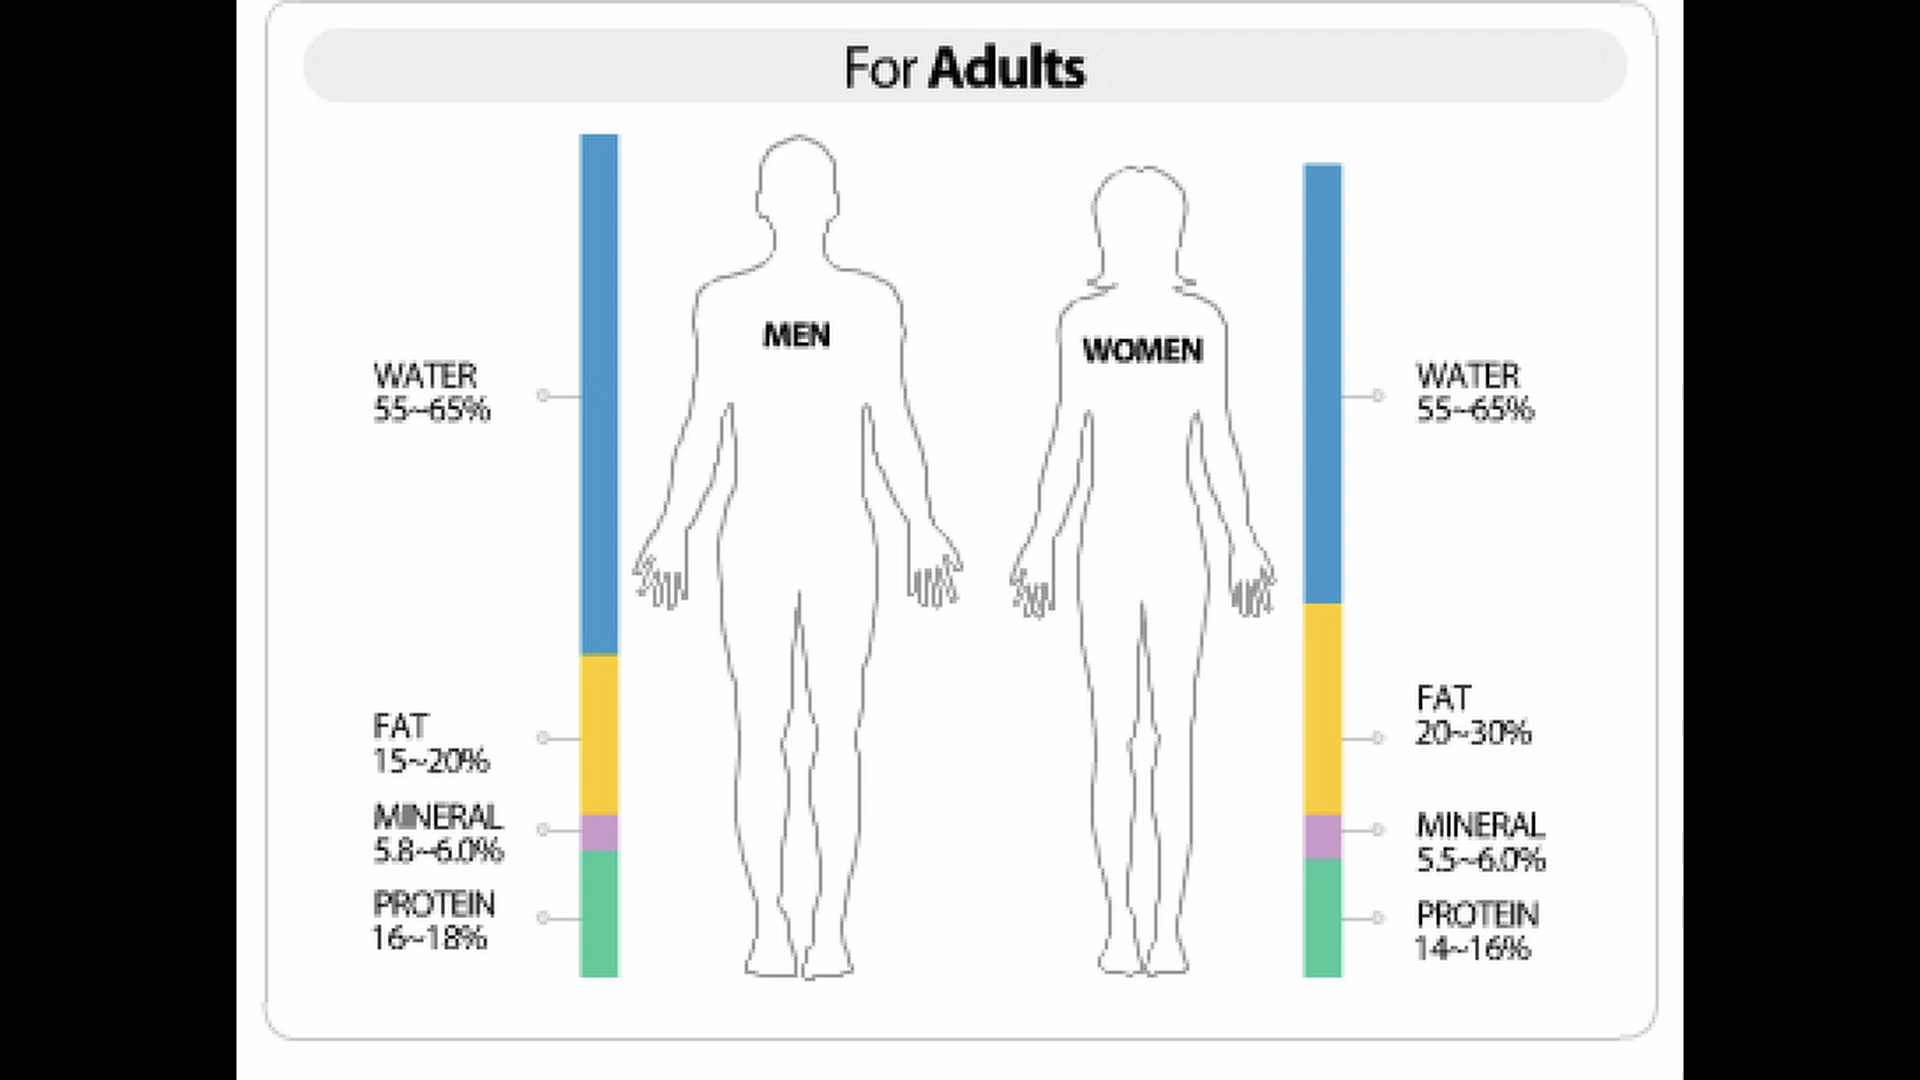 For Adults
MEN
WATER
55~65%
FAT
15~20%
MINERAL
5.8~6.0%
PROTEIN
16~18%
WOMEN
WATER
55~65%
FAT
20~30%
MINERAL
5.5~6.0%
PROTEIN
14~16%